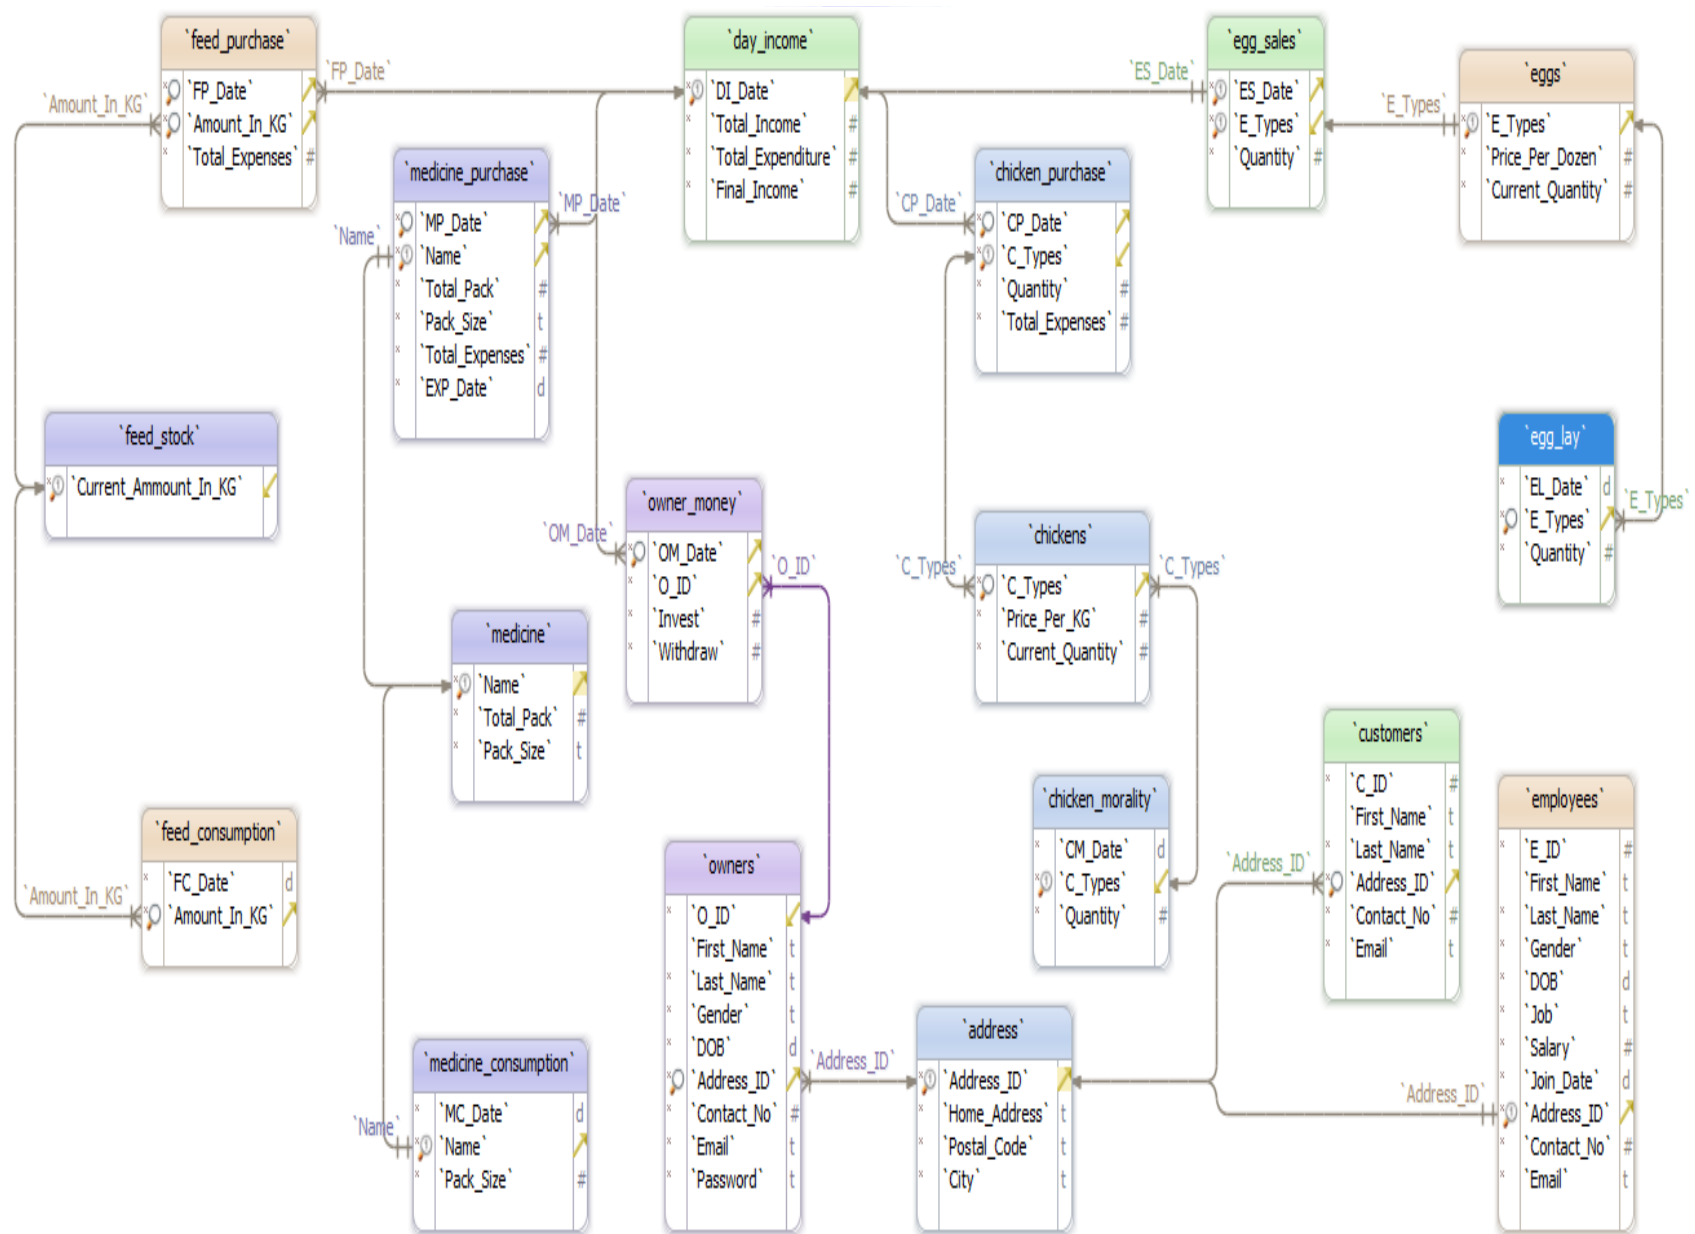 `feed_purchase`
`FP_Date`
`Amount_In_KG`
`Total_Expenses` #
`FP_Date`
`Amount_In_KG`
`day_income`
`DI_Date`
`Total_Income` #
`Total_Expenditure` #
`Final_Income` #
`egg_sales`
`ES_Date`
`E_Types`
`Quantity` #
`ES_Date`
`eggs`
`E_Types`
`Price_Per_Dozen` #
`Current_Quantity` #
`E_Types`
`medicine_purchase`
`MP_Date`
`Name`
`Total_Pack` #
`Pack_Size` t
`Total_Expenses` #
`EXP_Date` d
`MP_Date`
`Name`
`chicken_purchase`
`CP_Date`
`C_Types`
`Quantity` #
`Total_Expenses` #
`CP_Date`
`feed_stock`
`Current_Ammount_In_KG`
`egg_lay`
`EL_Date` d
`E_Types`
`Quantity` #
`E_Types`
`owner_money`
`OM_Date`
`O_ID`
`Invest` #
`Withdraw` #
`OM_Date`
`O_ID`
`chickens`
`C_Types`
`Price_Per_KG` #
`Current_Quantity` #
`C_Types`
`C_Types`
`medicine`
`Name`
`Total_Pack` #
`Pack_Size` t
`customers`
`C_ID` #
`First_Name` t
`Last_Name` t
`Address_ID`
`Contact_No` #
`Email` t
`Address_ID`
`chicken_morality`
`CM_Date` d
`C_Types`
`Quantity` #
`employees`
`E_ID` #
`First_Name` t
`Last_Name` t
`Gender` t
`DOB` d
`Job` t
`Salary` #
`Join_Date` d
`Address_ID`
`Contact_No` #
`Email` t
`Address_ID`
`feed_consumption`
`FC_Date` d
`Amount_In_KG`
`Amount_In_KG`
`owners`
`O_ID`
`First_Name` t
`Last_Name` t
`Gender` t
`DOB` d
`Address_ID`
`Contact_No` #
`Email` t
`Password` t
`Address_ID`
`address`
`Address_ID`
`Home_Address` t
`Postal_Code` t
`City` t
`medicine_consumption`
`MC_Date` d
`Name`
`Pack_Size` #
`Name`